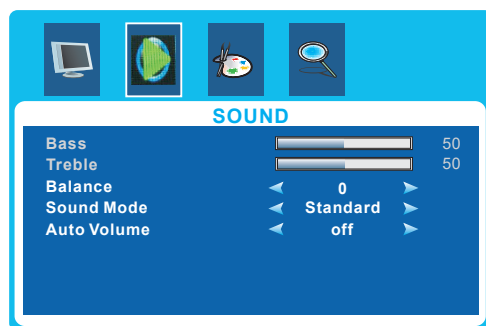 SOUND
Bass 50
Treble 50
Balance 0
Sound Mode Standard
Auto Volume off